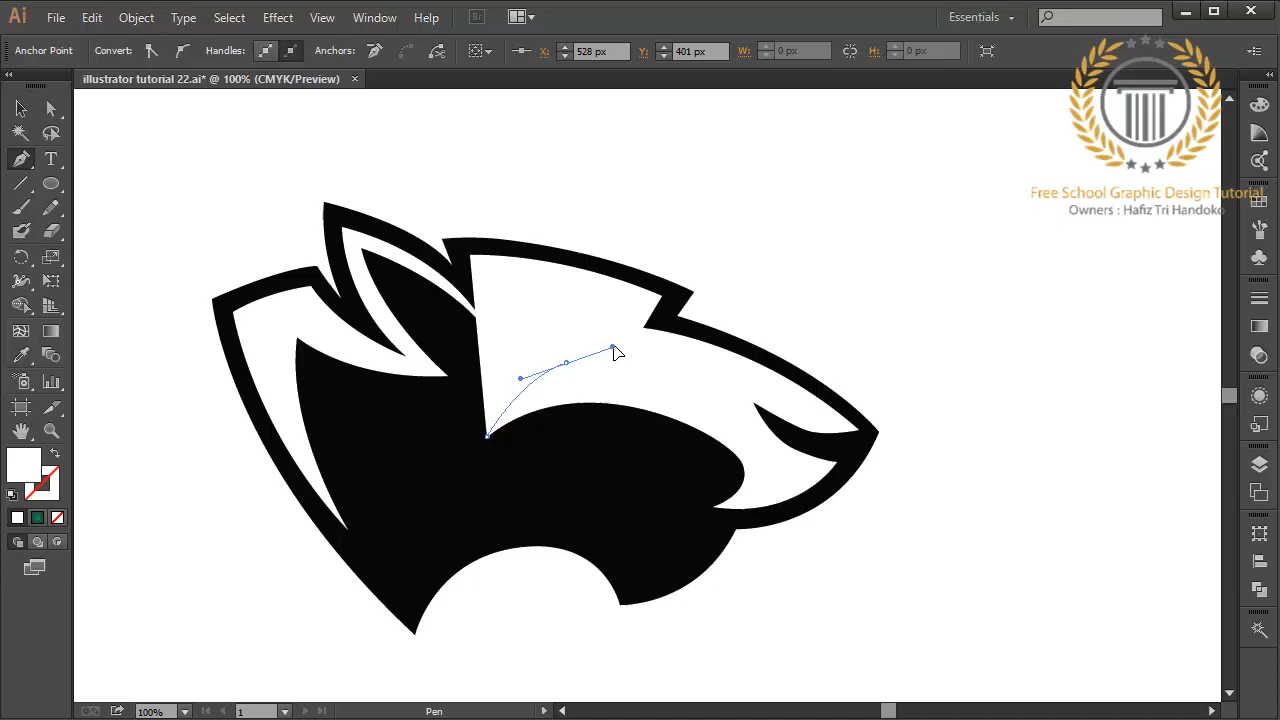 Ai File Edit Object Type Select Effect View Window Help Br Essentials
Anchor Point Convert: Handles: Anchors: X: 528 px Y: 401 px W: 0 px H: 0 px
illustrator tutorial 22.ai* @ 100% (CMYK/Preview)
T
Free School Graphic Design Tutorial
Owners : Hafiz Tri Handoko
100% 1 Pen